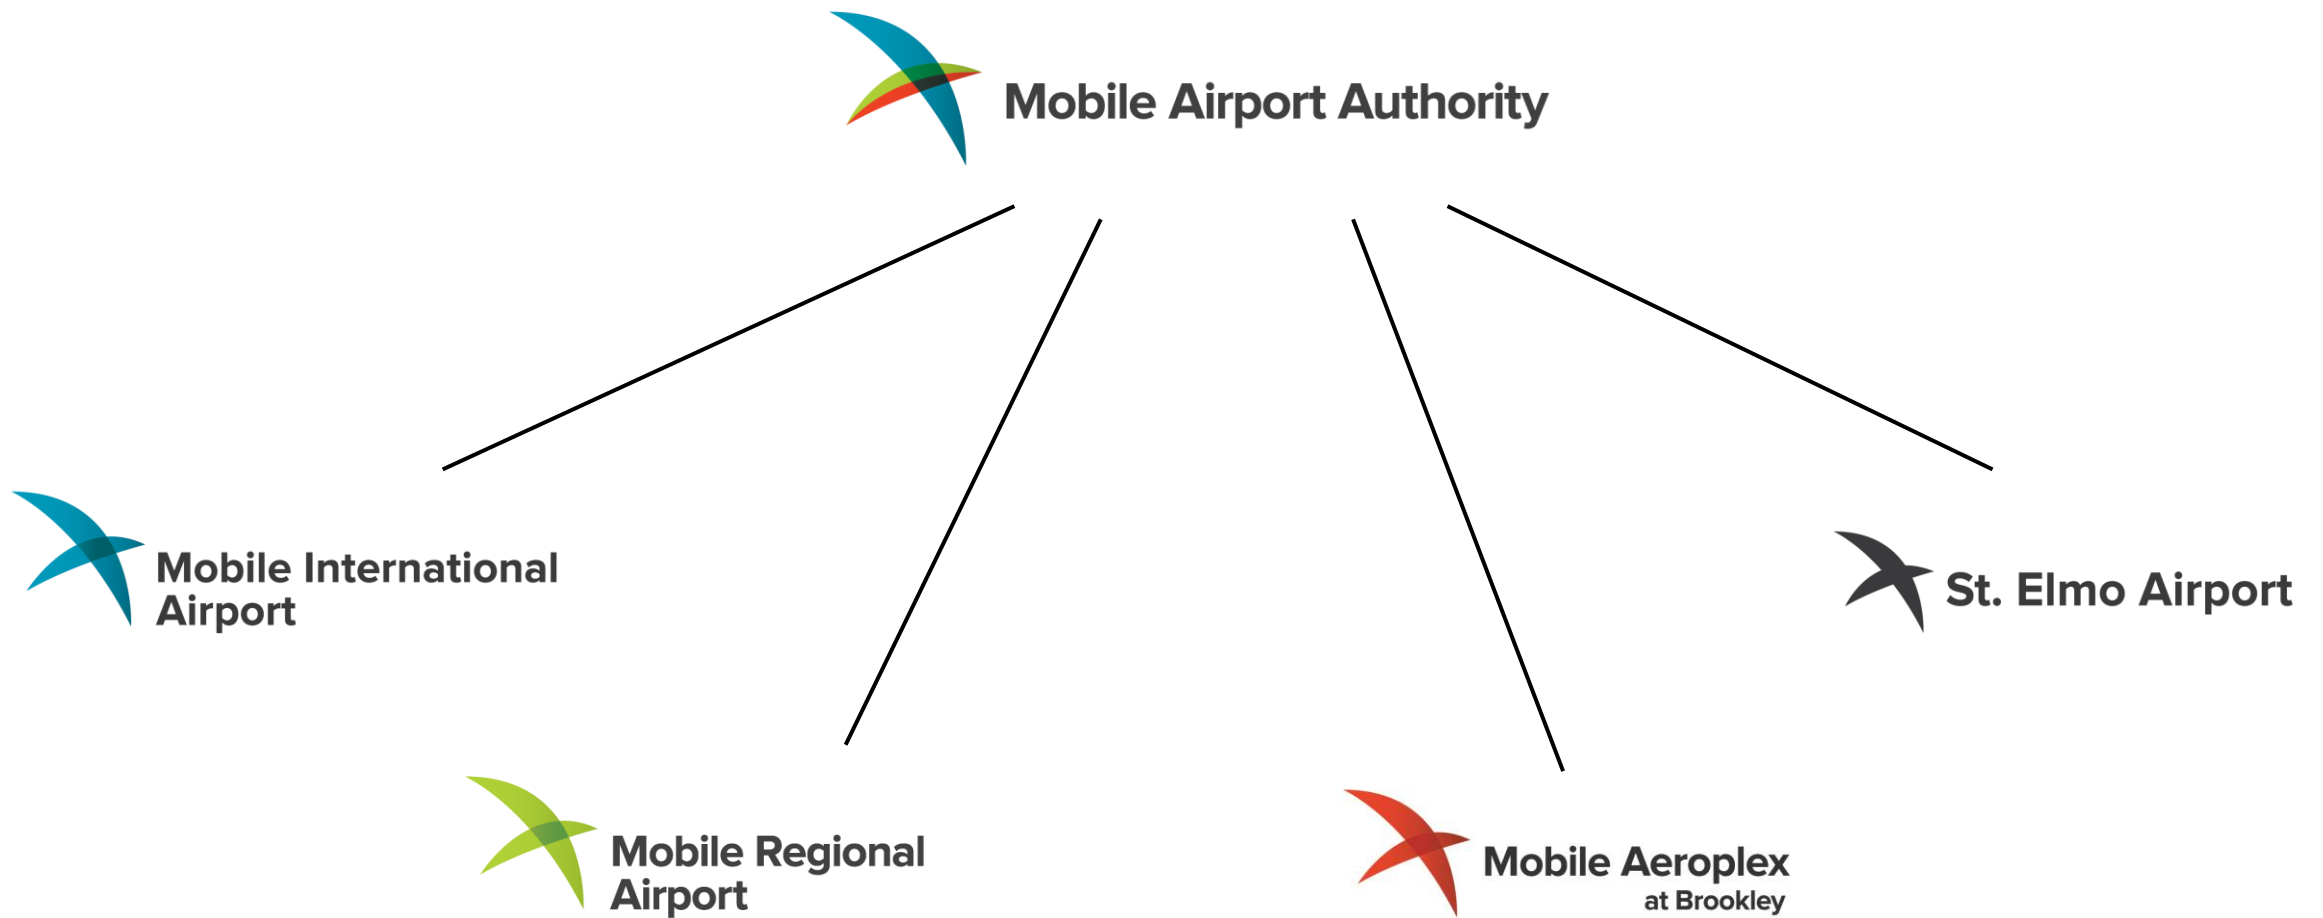 Mobile Airport Authority
Mobile International
Airport
St. Elmo Airport
Mobile Regional
Airport
Mobile Aeroplex
at Brookley